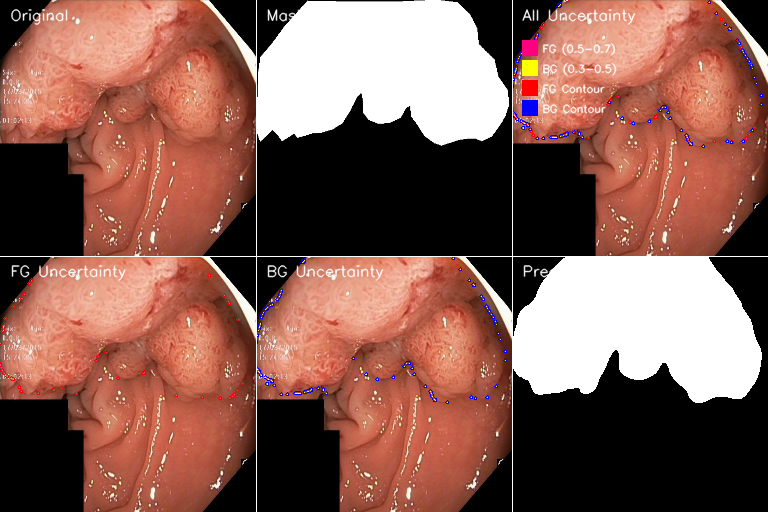 Original
Mas
All Uncertainty
FG (0.5-0.7)
BG (0.3-0.5)
FG Contour
BG Contour
FG Uncertainty
BG Uncertainty
Pre